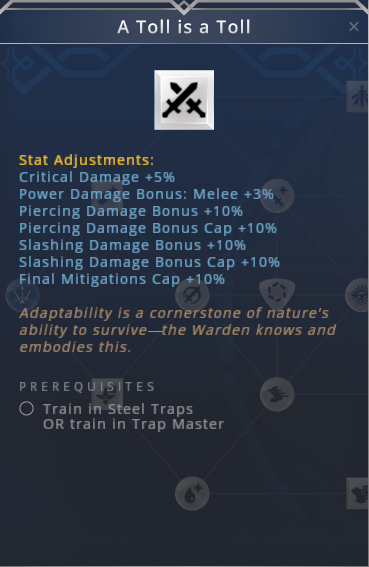 A Toll is a Toll
Stat Adjustments:
Critical Damage +5%
Power Damage Bonus: Melee +3%
Piercing Damage Bonus +10%
Piercing Damage Bonus Cap +10%
Slashing Damage Bonus +10%
Slashing Damage Bonus Cap +10%
Final Mitigations Cap +10%
Adaptability is a cornerstone of nature's
ability to survive—the Warden knows and
embodies this.
PREREQUISITES
Train in Steel Traps
OR train in Trap Master